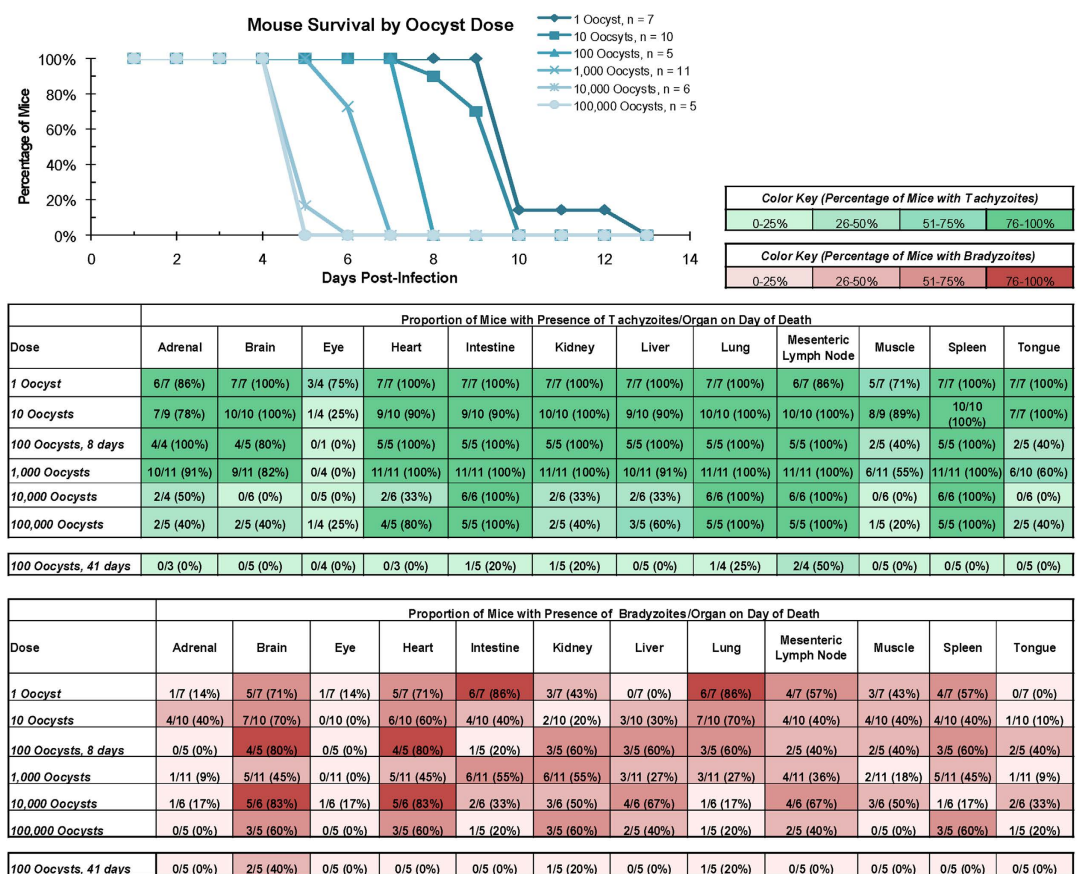 Mouse Survival by Oocyst Dose
1 Oocyst, n = 7
10 Oocsyts, n = 10
100 Oocysts, n = 5
1,000 Oocysts, n = 11
10,000 Oocysts, n = 6
100,000 Oocysts, n = 5
Percentage of Mice
100%
80%
60%
40%
20%
0%
0 2 4 6 8 10 12 14
Days Post-Infection
Color Key (Percentage of Mice with Tachyzoites)
0-25% 26-50% 51-75% 76-100%
Color Key (Percentage of Mice with Bradyzoites)
0-25% 26-50% 51-75% 76-100%
Proportion of Mice with Presence of Tachyzoites/Organ on Day of Death
Dose Adrenal Brain Eye Heart Intestine Kidney Liver Lung Mesenteric Lymph Node Muscle Spleen Tongue
1 Oocyst 6/7 (86%) 7/7 (100%) 3/4 (75%) 7/7 (100%) 7/7 (100%) 7/7 (100%) 7/7 (100%) 7/7 (100%) 6/7 (86%) 5/7 (71%) 7/7 (100%) 7/7 (100%)
10 Oocysts 7/9 (78%) 10/10 (100%) 1/4 (25%) 9/10 (90%) 9/10 (90%) 10/10 (100%) 9/10 (90%) 10/10 (100%) 10/10 (100%) 8/9 (89%) 10/10 (100%) 7/7 (100%)
100 Oocysts, 8 days 4/4 (100%) 4/5 (80%) 0/1 (0%) 5/5 (100%) 5/5 (100%) 5/5 (100%) 5/5 (100%) 5/5 (100%) 5/5 (100%) 2/5 (40%) 5/5 (100%) 2/5 (40%)
1,000 Oocysts 10/11 (91%) 9/11 (82%) 0/4 (0%) 11/11 (100%) 11/11 (100%) 11/11 (100%) 10/11 (91%) 11/11 (100%) 11/11 (100%) 6/11 (55%) 11/11 (100%) 6/10 (60%)
10,000 Oocysts 2/4 (50%) 0/6 (0%) 0/5 (0%) 2/6 (33%) 6/6 (100%) 2/6 (33%) 2/6 (33%) 6/6 (100%) 6/6 (100%) 0/6 (0%) 6/6 (100%) 0/6 (0%)
100,000 Oocysts 2/5 (40%) 2/5 (40%) 1/4 (25%) 4/5 (80%) 5/5 (100%) 2/5 (40%) 3/5 (60%) 5/5 (100%) 5/5 (100%) 1/5 (20%) 5/5 (100%) 2/5 (40%)
100 Oocysts, 41 days 0/3 (0%) 0/5 (0%) 0/4 (0%) 0/3 (0%) 1/5 (20%) 1/5 (20%) 0/5 (0%) 1/4 (25%) 2/4 (50%) 0/5 (0%) 0/5 (0%) 0/5 (0%)
Proportion of Mice with Presence of Bradyzoites/Organ on Day of Death
Dose Adrenal Brain Eye Heart Intestine Kidney Liver Lung Mesenteric Lymph Node Muscle Spleen Tongue
1 Oocyst 1/7 (14%) 5/7 (71%) 1/7 (14%) 5/7 (71%) 6/7 (86%) 3/7 (43%) 0/7 (0%) 6/7 (86%) 4/7 (57%) 3/7 (43%) 4/7 (57%) 0/7 (0%)
10 Oocysts 4/10 (40%) 7/10 (70%) 0/10 (0%) 6/10 (60%) 4/10 (40%) 2/10 (20%) 3/10 (30%) 7/10 (70%) 4/10 (40%) 4/10 (40%) 4/10 (40%) 1/10 (10%)
100 Oocysts, 8 days 0/5 (0%) 4/5 (80%) 0/5 (0%) 4/5 (80%) 1/5 (20%) 3/5 (60%) 3/5 (60%) 3/5 (60%) 2/5 (40%) 2/5 (40%) 3/5 (60%) 2/5 (40%)
1,000 Oocysts 1/11 (9%) 5/11 (45%) 0/11 (0%) 5/11 (45%) 6/11 (55%) 6/11 (55%) 3/11 (27%) 3/11 (27%) 4/11 (36%) 2/11 (18%) 5/11 (45%) 1/11 (9%)
10,000 Oocysts 1/6 (17%) 5/6 (83%) 1/6 (17%) 5/6 (83%) 2/6 (33%) 3/6 (50%) 4/6 (67%) 1/6 (17%) 4/6 (67%) 3/6 (50%) 1/6 (17%) 2/6 (33%)
100,000 Oocysts 0/5 (0%) 3/5 (60%) 0/5 (0%) 3/5 (60%) 1/5 (20%) 3/5 (60%) 2/5 (40%) 1/5 (20%) 2/5 (40%) 0/5 (0%) 3/5 (60%) 1/5 (20%)
100 Oocysts, 41 days 0/5 (0%) 2/5 (40%) 0/5 (0%) 0/5 (0%) 0/5 (0%) 1/5 (20%) 0/5 (0%) 1/5 (20%) 0/5 (0%) 0/5 (0%) 0/5 (0%) 0/5 (0%)